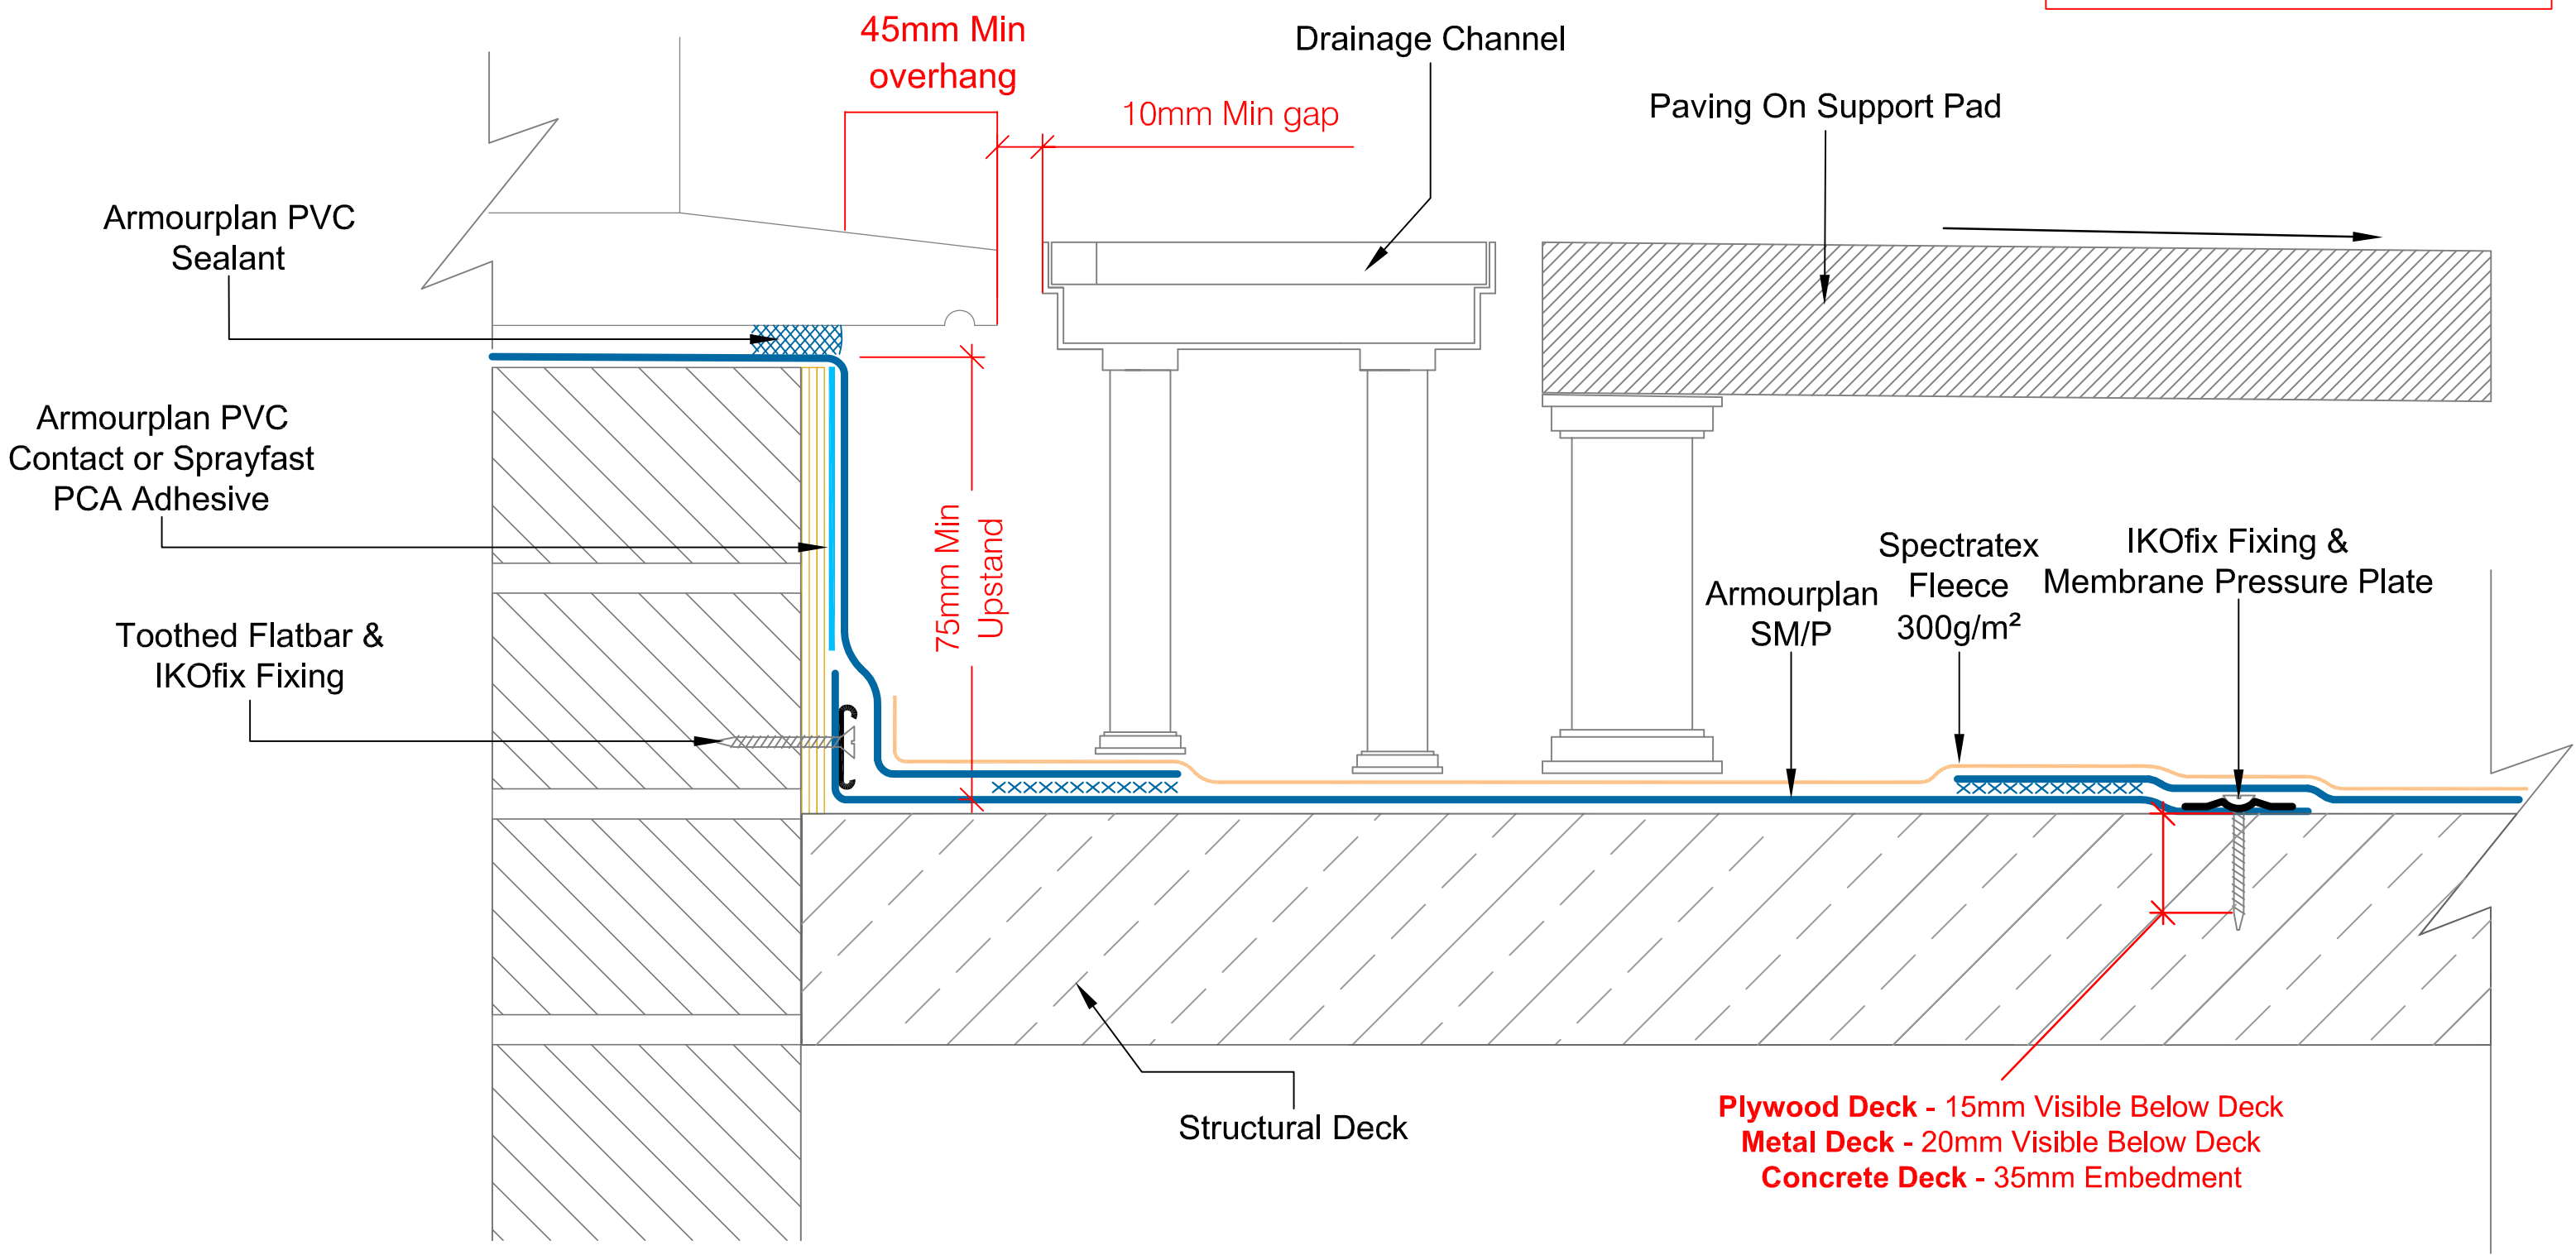 45mm Min
overhang
Drainage Channel
10mm Min gap
Paving On Support Pad
Armourplan PVC
Sealant
Armourplan PVC
Contact or Sprayfast
PCA Adhesive
Toothed Flatbar &
IKOfix Fixing
75mm Min
Upstand
Armourplan
SM/P
Spectratex
Fleece
300g/m²
IKOfix Fixing &
Membrane Pressure Plate
Structural Deck
Plywood Deck - 15mm Visible Below Deck
Metal Deck - 20mm Visible Below Deck
Concrete Deck - 35mm Embedment